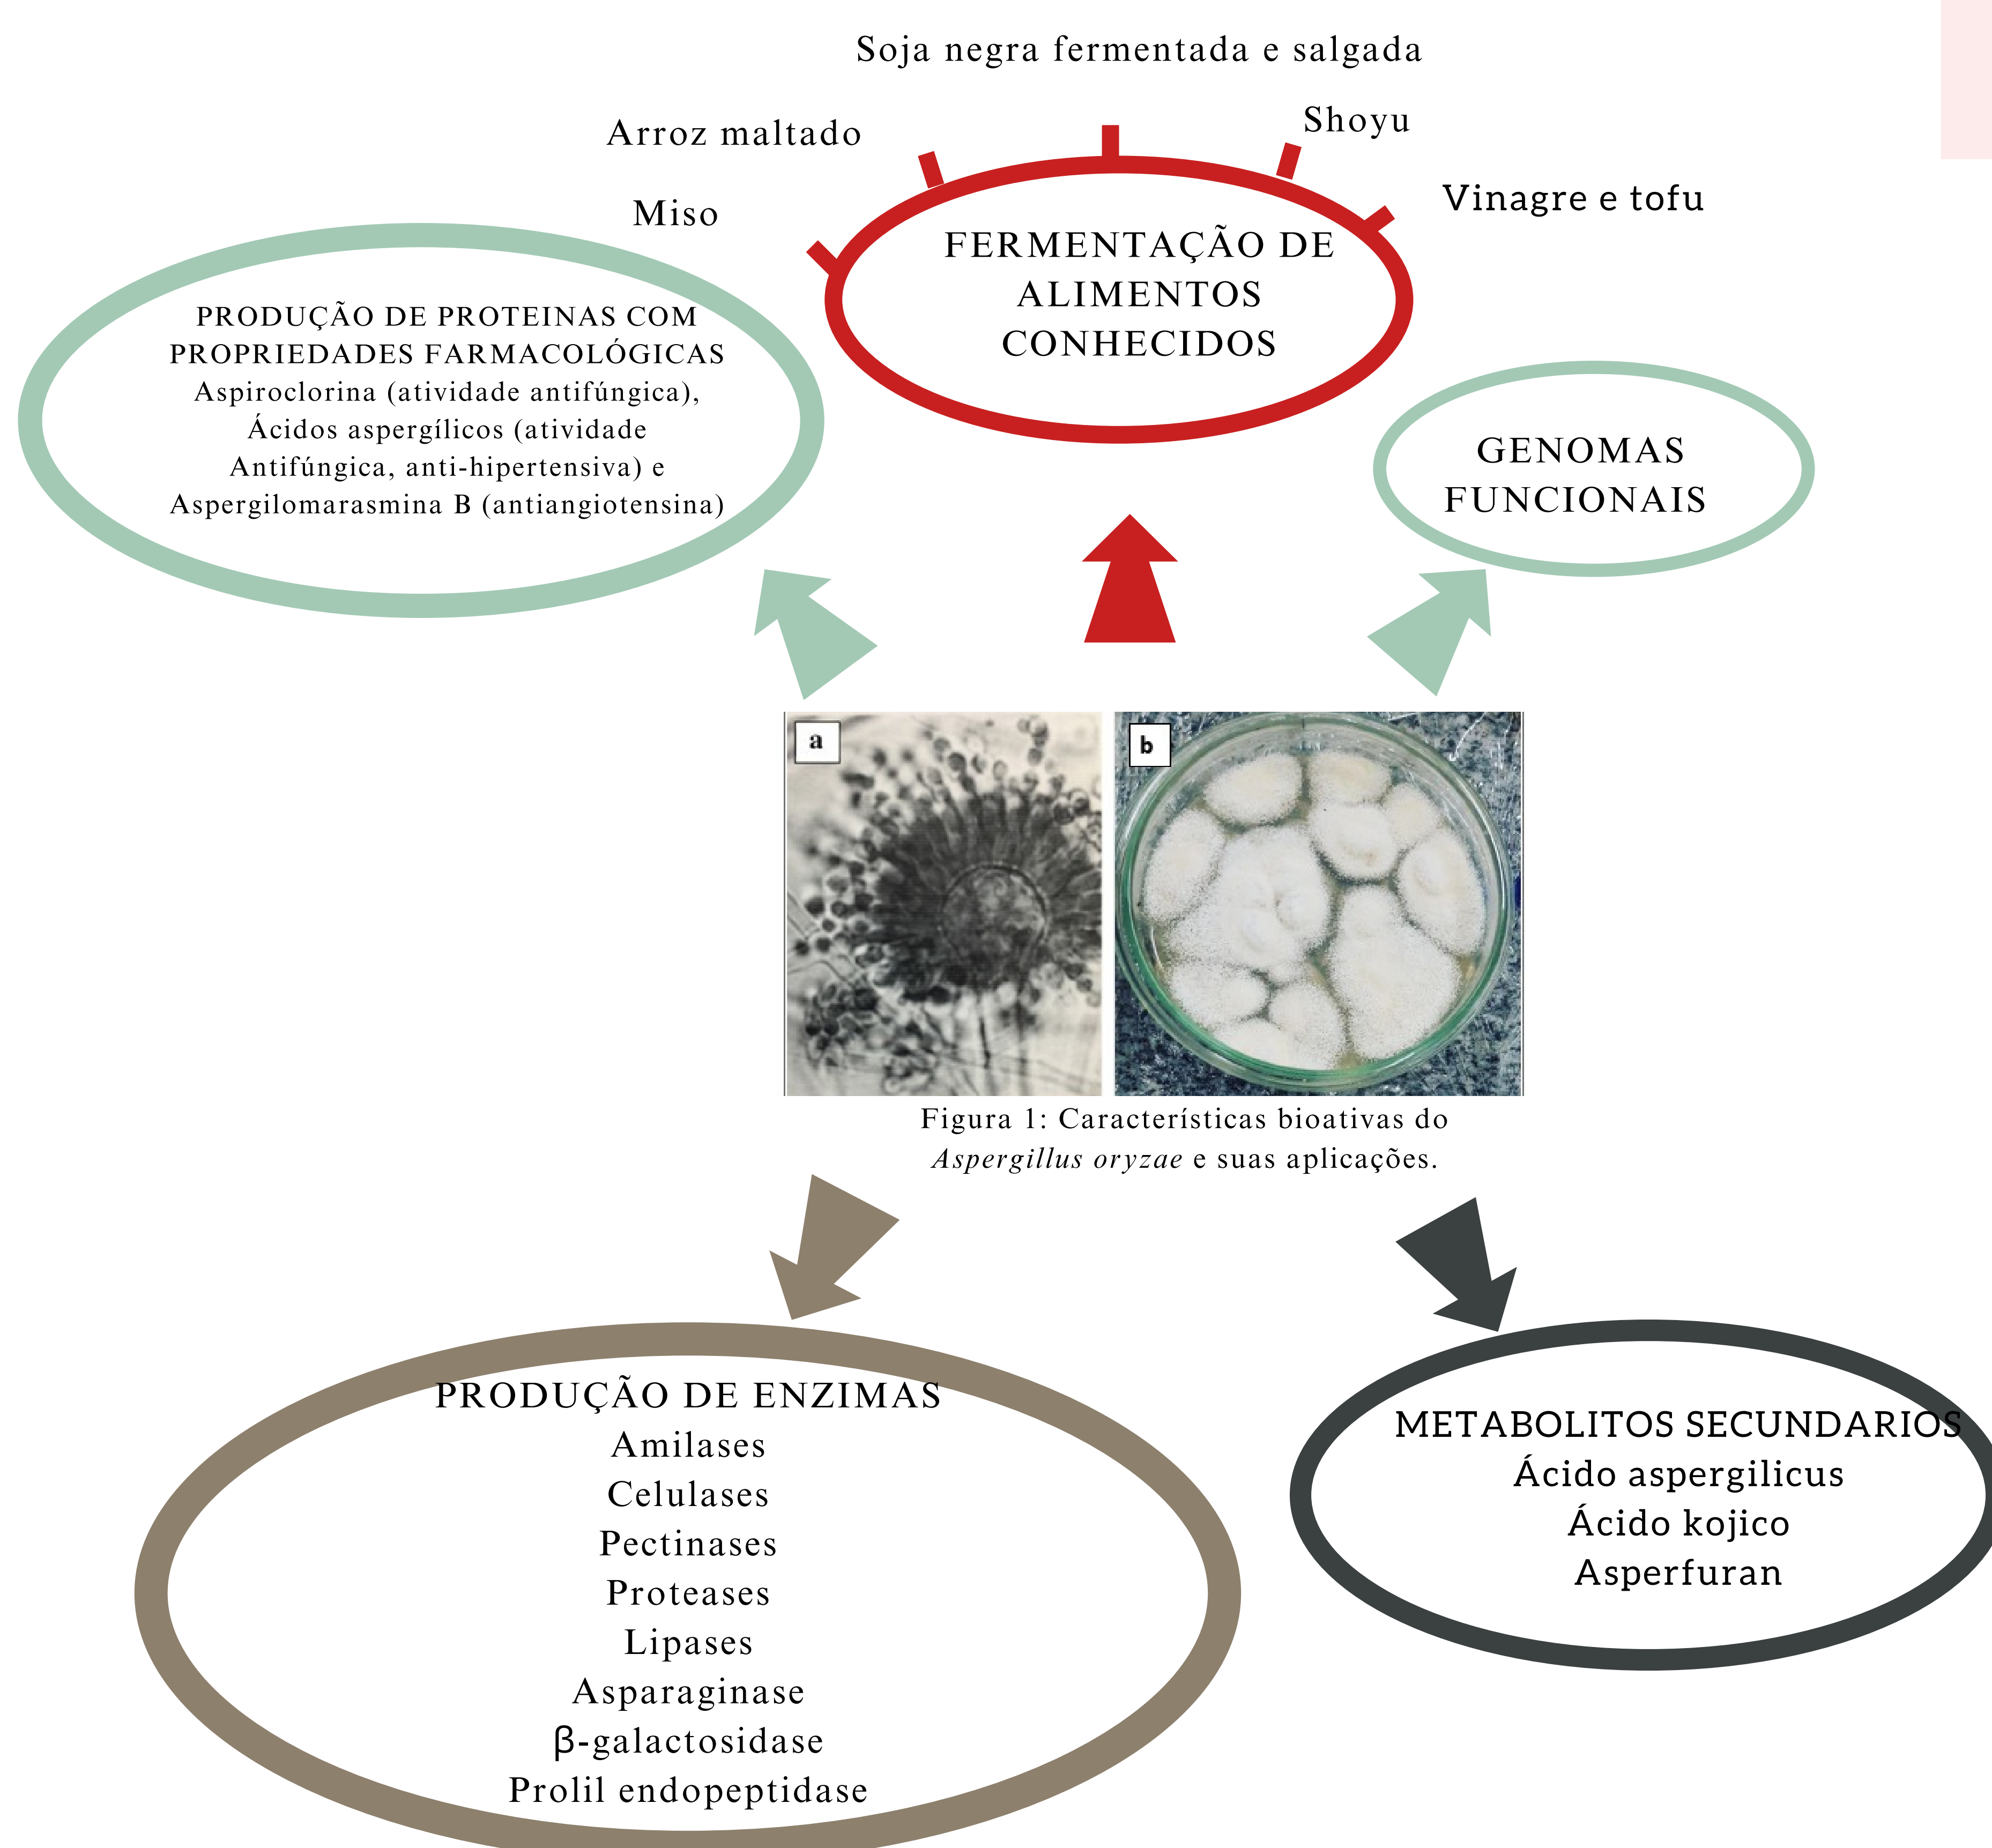 Soja negra fermentada e salgada
Arroz maltado
Shoyu
Miso
Vinagre e tofu
FERMENTAÇÃO DE
ALIMENTOS
CONHECIDOS
PRODUÇÃO DE PROTEINAS COM
PROPRIEDADES FARMACOLÓGICAS
Aspiroclorina (atividade antifúngica),
Ácidos aspergílicos (atividade
Antifúngica, anti-hipertensiva) e
Aspergilomarasmina B (antiangiotensina)
GENOMAS
FUNCIONAIS
a
b
Figura 1: Características bioativas do
Aspergillus oryzae e suas aplicações.
PRODUÇÃO DE ENZIMAS
Amilases
Celulases
Pectinases
Proteases
Lipases
Asparaginase
β-galactosidase
Prolil endopeptidase
METABOLITOS SECUNDARIOS
Ácido aspergilicus
Ácido kojico
Asperfuran